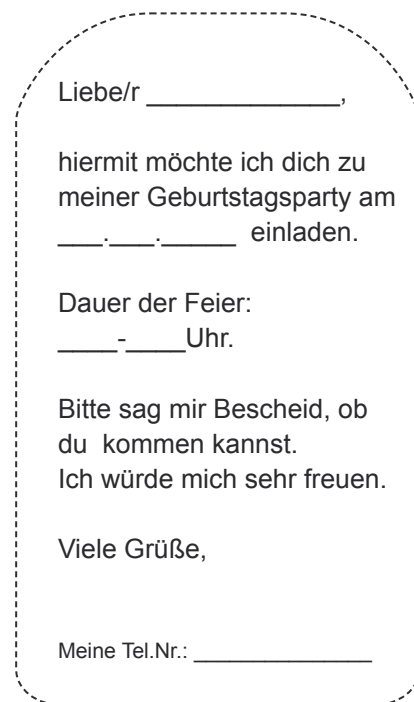 Liebe/r _____________,
hiermit möchte ich dich zu
meiner Geburtstagsparty am
___.___._____ einladen.
Dauer der Feier:
____-____Uhr.
Bitte sag mir Bescheid, ob
du  kommen kannst.
Ich würde mich sehr freuen.
Viele Grüße,
Meine Tel.Nr.: _______________